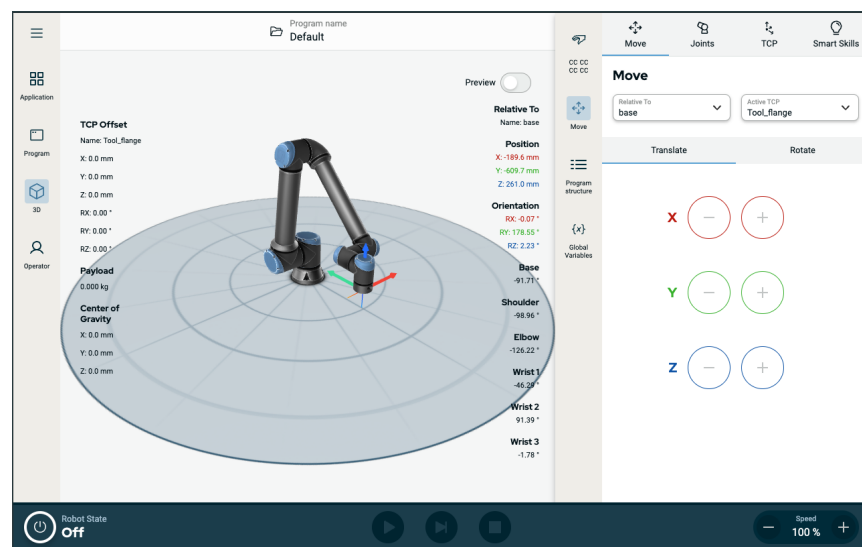 Program name
Default
Move
Joints
TCP
Smart Skills
Application
Program
3D
Operator
TCP Offset
Name: Tool_flange
X: 0.0 mm
Y: 0.0 mm
Z: 0.0 mm
RX: 0.00 °
RY: 0.00 °
RZ: 0.00 °
Payload
0.000 kg
Center of
Gravity
X: 0.0 mm
Y: 0.0 mm
Z: 0.0 mm
Preview
Relative To
Name: base
Position
X: -189.6 mm
Y: -609.7 mm
Z: 261.0 mm
Orientation
RX: -0.07 °
RY: 178.55 °
RZ: 2.23 °
Base
-91.71 °
Shoulder
-98.96 °
Elbow
-126.22 °
Wrist 1
-46.29 °
Wrist 2
91.39 °
Wrist 3
-1.78 °
CC CC
CC CC
Move
Program
structure
{x}
Global
Variables
Move
Relative To
base
Active TCP
Tool_flange
Translate
Rotate
X
Y
Z
Robot State
Off
Speed
100 %